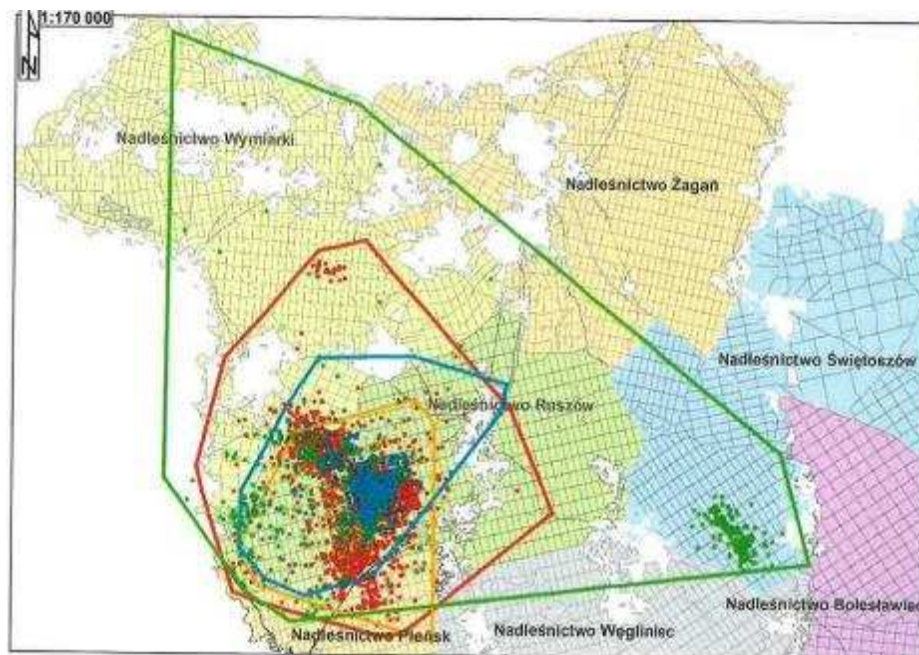 1:170 000
N
Nadleśnictwo Wymiarki
Nadleśnictwo Żagań
Nadleśnictwo Świętoszów
Nadleśnictwo Ruszów
Nadleśnictwo Bolesławiec
Nadleśnictwo Węgliniec
Nadleśnictwo Pieńsk